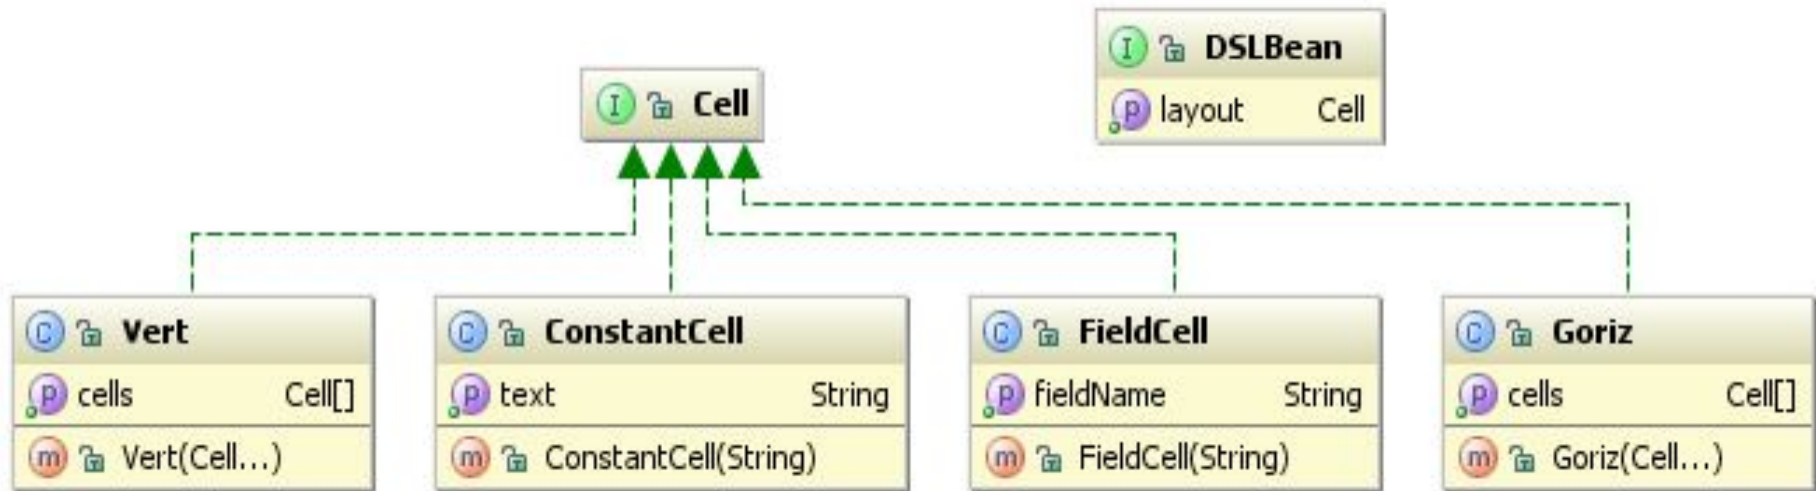 I DSLBean
P layout Cell
I Cell
C Vert
P cells Cell[]
m Vert(Cell...)
C ConstantCell
P text String
m ConstantCell(String)
C FieldCell
P fieldName String
m FieldCell(String)
C Goriz
P cells Cell[]
m Goriz(Cell...)